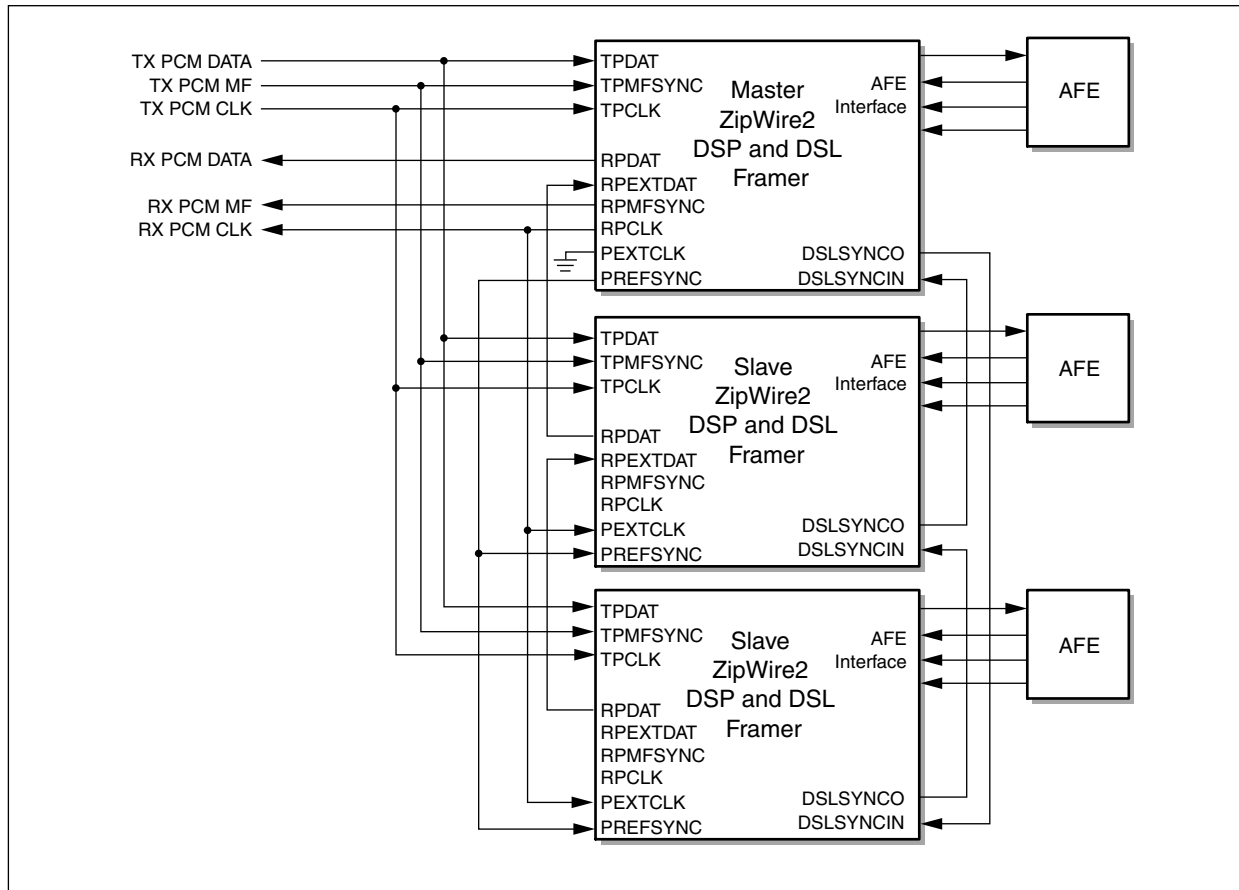 TX PCM DATA
TX PCM MF
TX PCM CLK
RX PCM DATA
RX PCM MF
RX PCM CLK
TPDAT
TPMFSYNC
TPCLK
RPDAT
RPEXTDAT
RPMFSYNC
RPCLK
PEXTCLK
PREFSYNC
Master
ZipWire2
DSP and DSL
Framer
AFE
Interface
DSLSYNCO
DSLSYNCIN
AFE
TPDAT
TPMFSYNC
TPCLK
RPDAT
RPEXTDAT
RPMFSYNC
RPCLK
PEXTCLK
PREFSYNC
Slave
ZipWire2
DSP and DSL
Framer
AFE
Interface
DSLSYNCO
DSLSYNCIN
AFE
TPDAT
TPMFSYNC
TPCLK
RPDAT
RPEXTDAT
RPMFSYNC
RPCLK
PEXTCLK
PREFSYNC
Slave
ZipWire2
DSP and DSL
Framer
AFE
Interface
DSLSYNCO
DSLSYNCIN
AFE